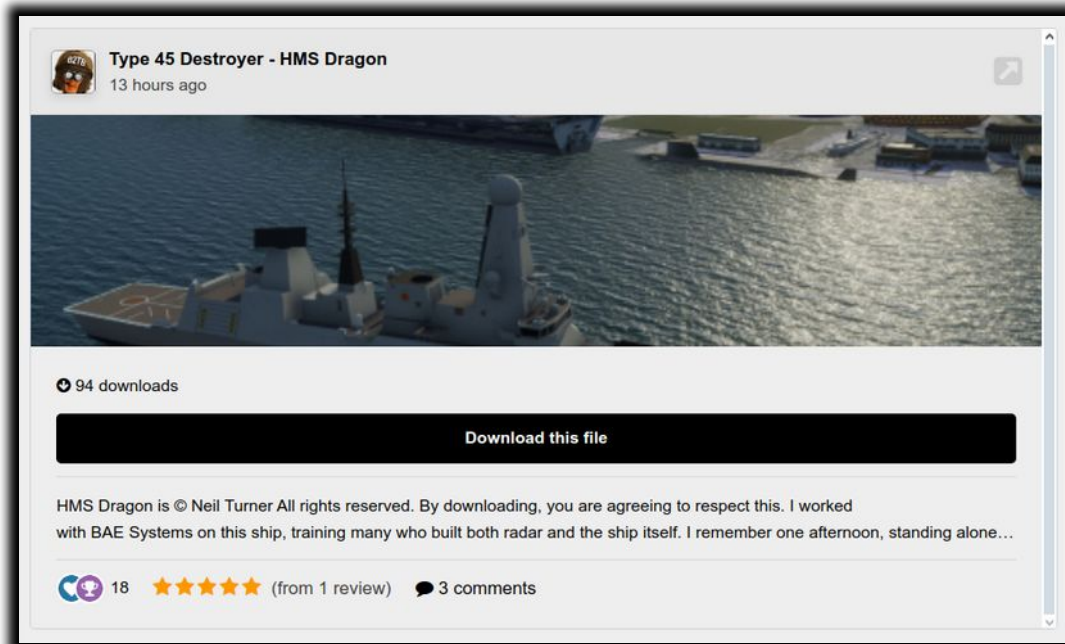 Type 45 Destroyer - HMS Dragon
13 hours ago
94 downloads
Download this file
HMS Dragon is © Neil Turner All rights reserved. By downloading, you are agreeing to respect this. I worked
with BAE Systems on this ship, training many who built both radar and the ship itself. I remember one afternoon, standing alone…
18 (from 1 review) 3 comments